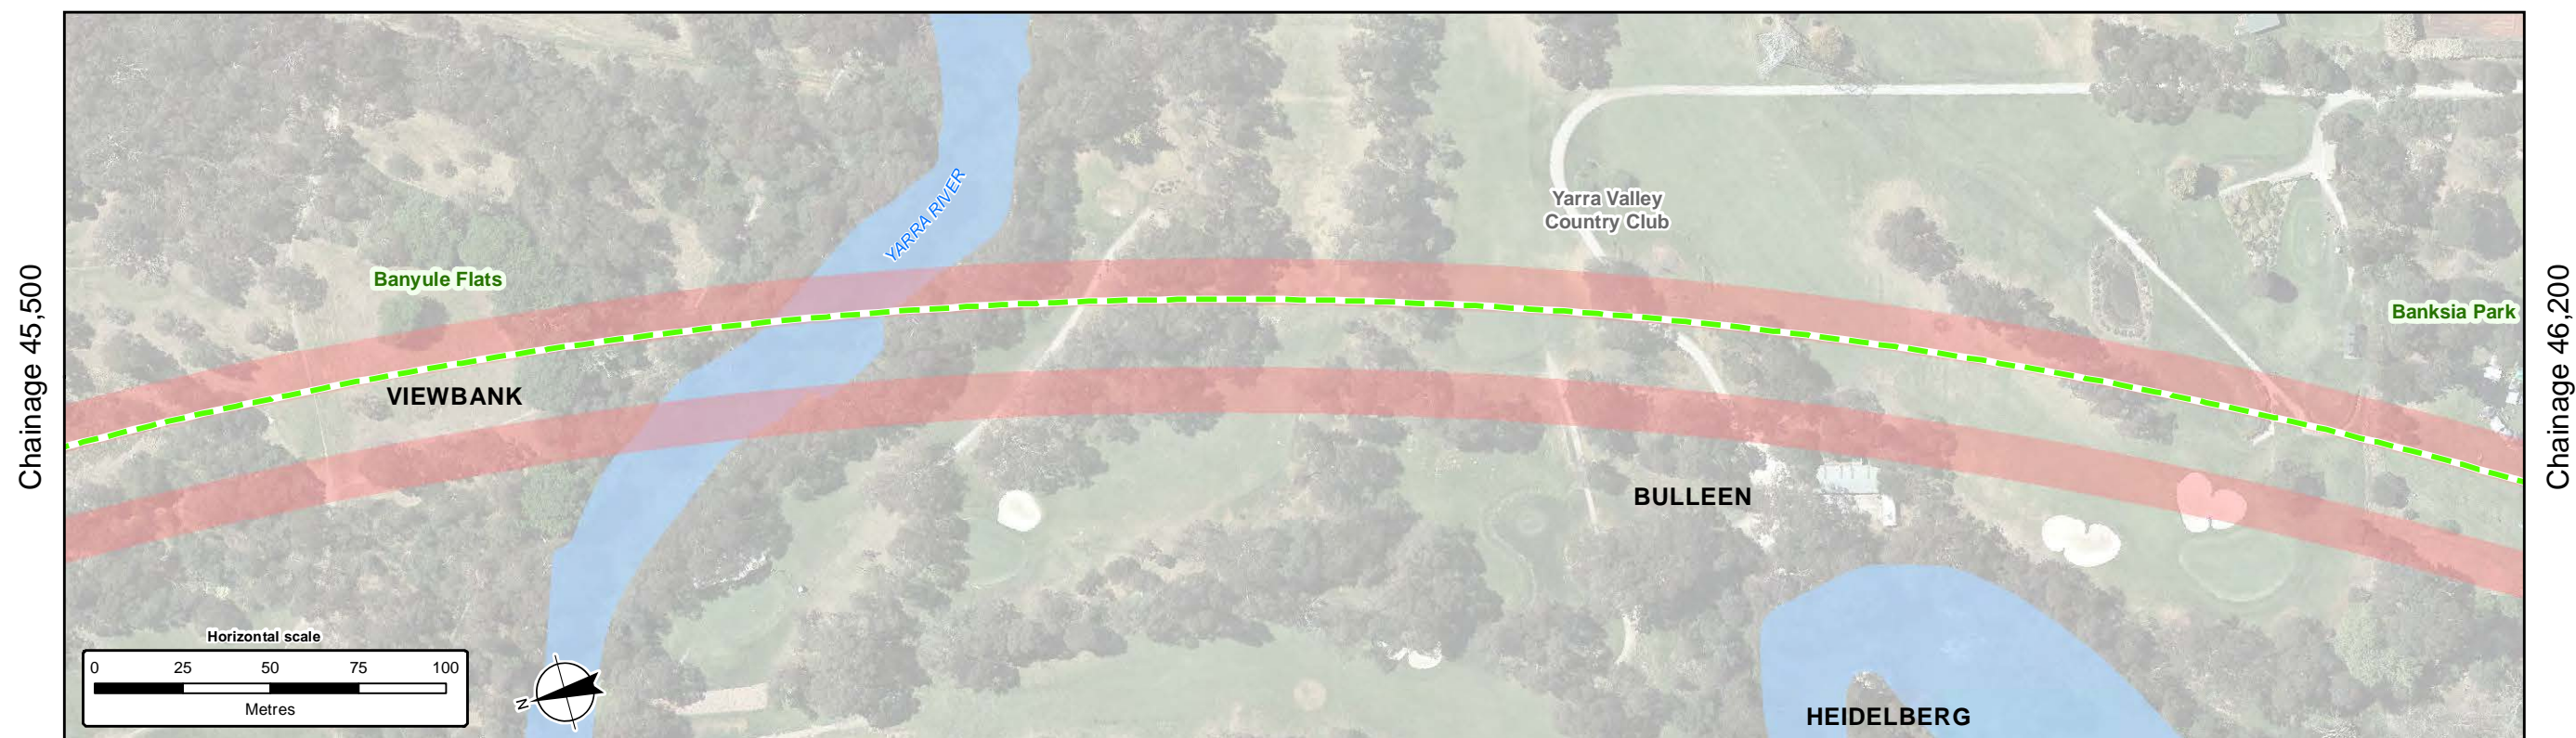 YARRA RIVER
Yarra Valley
Country Club
Banyule Flats
Banksia Park
Chainage 45,500
Chainage 46,200
VIEWBANK
BULLEEN
Horizontal scale
0 25 50 75 100
Metres
N
HEIDELBERG